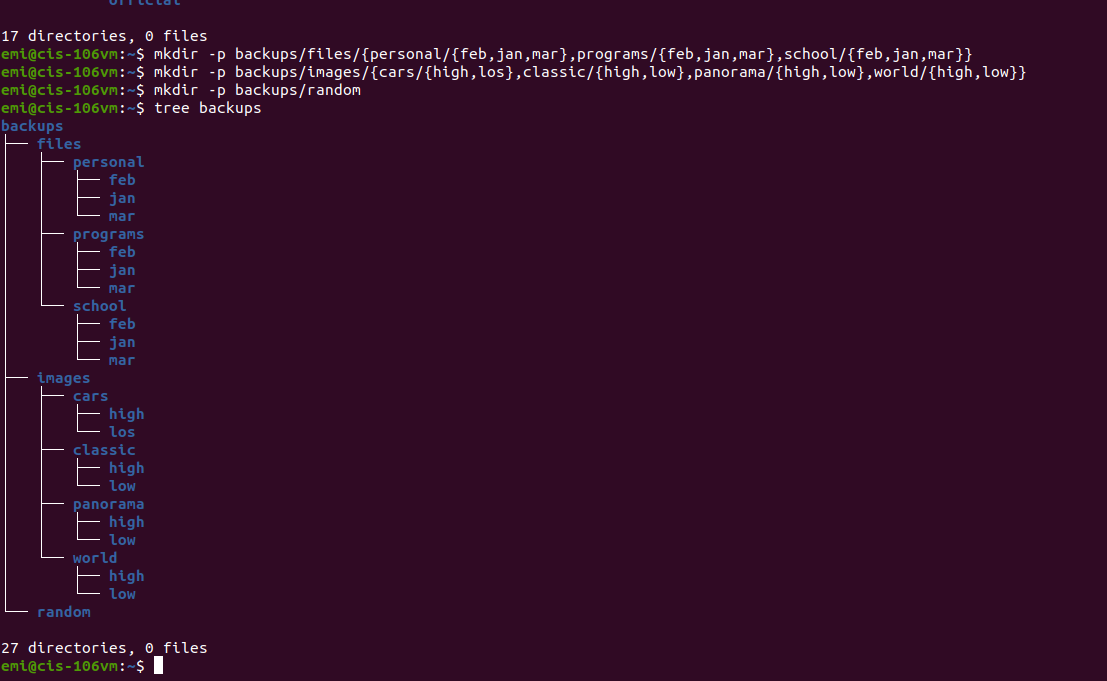 official
17 directories, 0 files
emi@cis-106vm:~$ mkdir -p backups/files/{personal/{feb,jan,mar},programs/{feb,jan,mar},school/{feb,jan,mar}}
emi@cis-106vm:~$ mkdir -p backups/images/{cars/{high,los},classic/{high,low},panorama/{high,low},world/{high,low}}
emi@cis-106vm:~$ mkdir -p backups/random
emi@cis-106vm:~$ tree backups
backups
├── files
│   ├── personal
│   │   ├── feb
│   │   ├── jan
│   │   └── mar
│   ├── programs
│   │   ├── feb
│   │   ├── jan
│   │   └── mar
│   └── school
│       ├── feb
│       ├── jan
│       └── mar
├── images
│   ├── cars
│   │   ├── high
│   │   └── los
│   ├── classic
│   │   ├── high
│   │   └── low
│   ├── panorama
│   │   ├── high
│   │   └── low
│   └── world
│       ├── high
│       └── low
└── random
27 directories, 0 files
emi@cis-106vm:~$